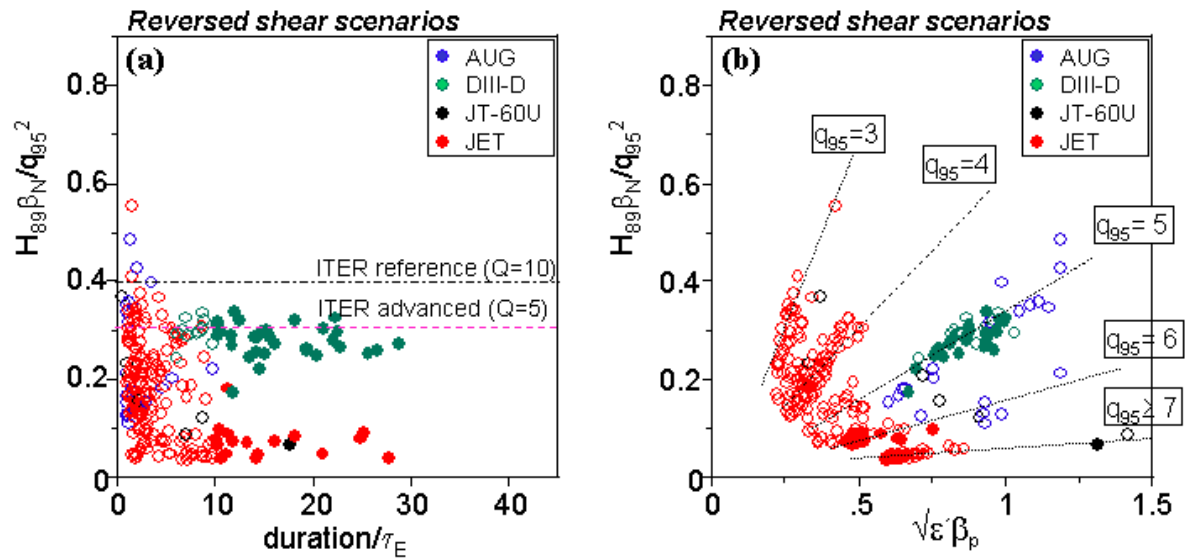 Reversed shear scenarios
(a)
AUG
DIII-D
JT-60U
JET
H89βN/q95²
0.8
0.6
0.4
0.2
0
ITER reference (Q=10)
ITER advanced (Q=5)
0 10 20 30 40
duration/τE
Reversed shear scenarios
(b)
AUG
DIII-D
JT-60U
JET
H89βN/q95²
0.8
0.6
0.4
0.2
0
q95=3
q95=4
q95= 5
q95= 6
q95≥ 7
0 .5 1 1.5
√ε βp